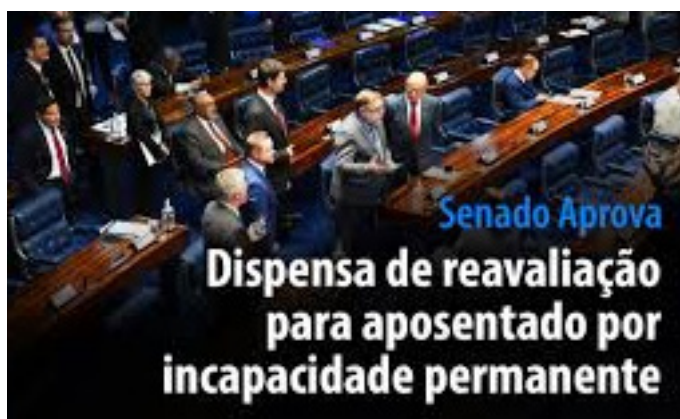 Senado Aprova
Dispensa de reavaliação
para aposentado por
incapacidade permanente